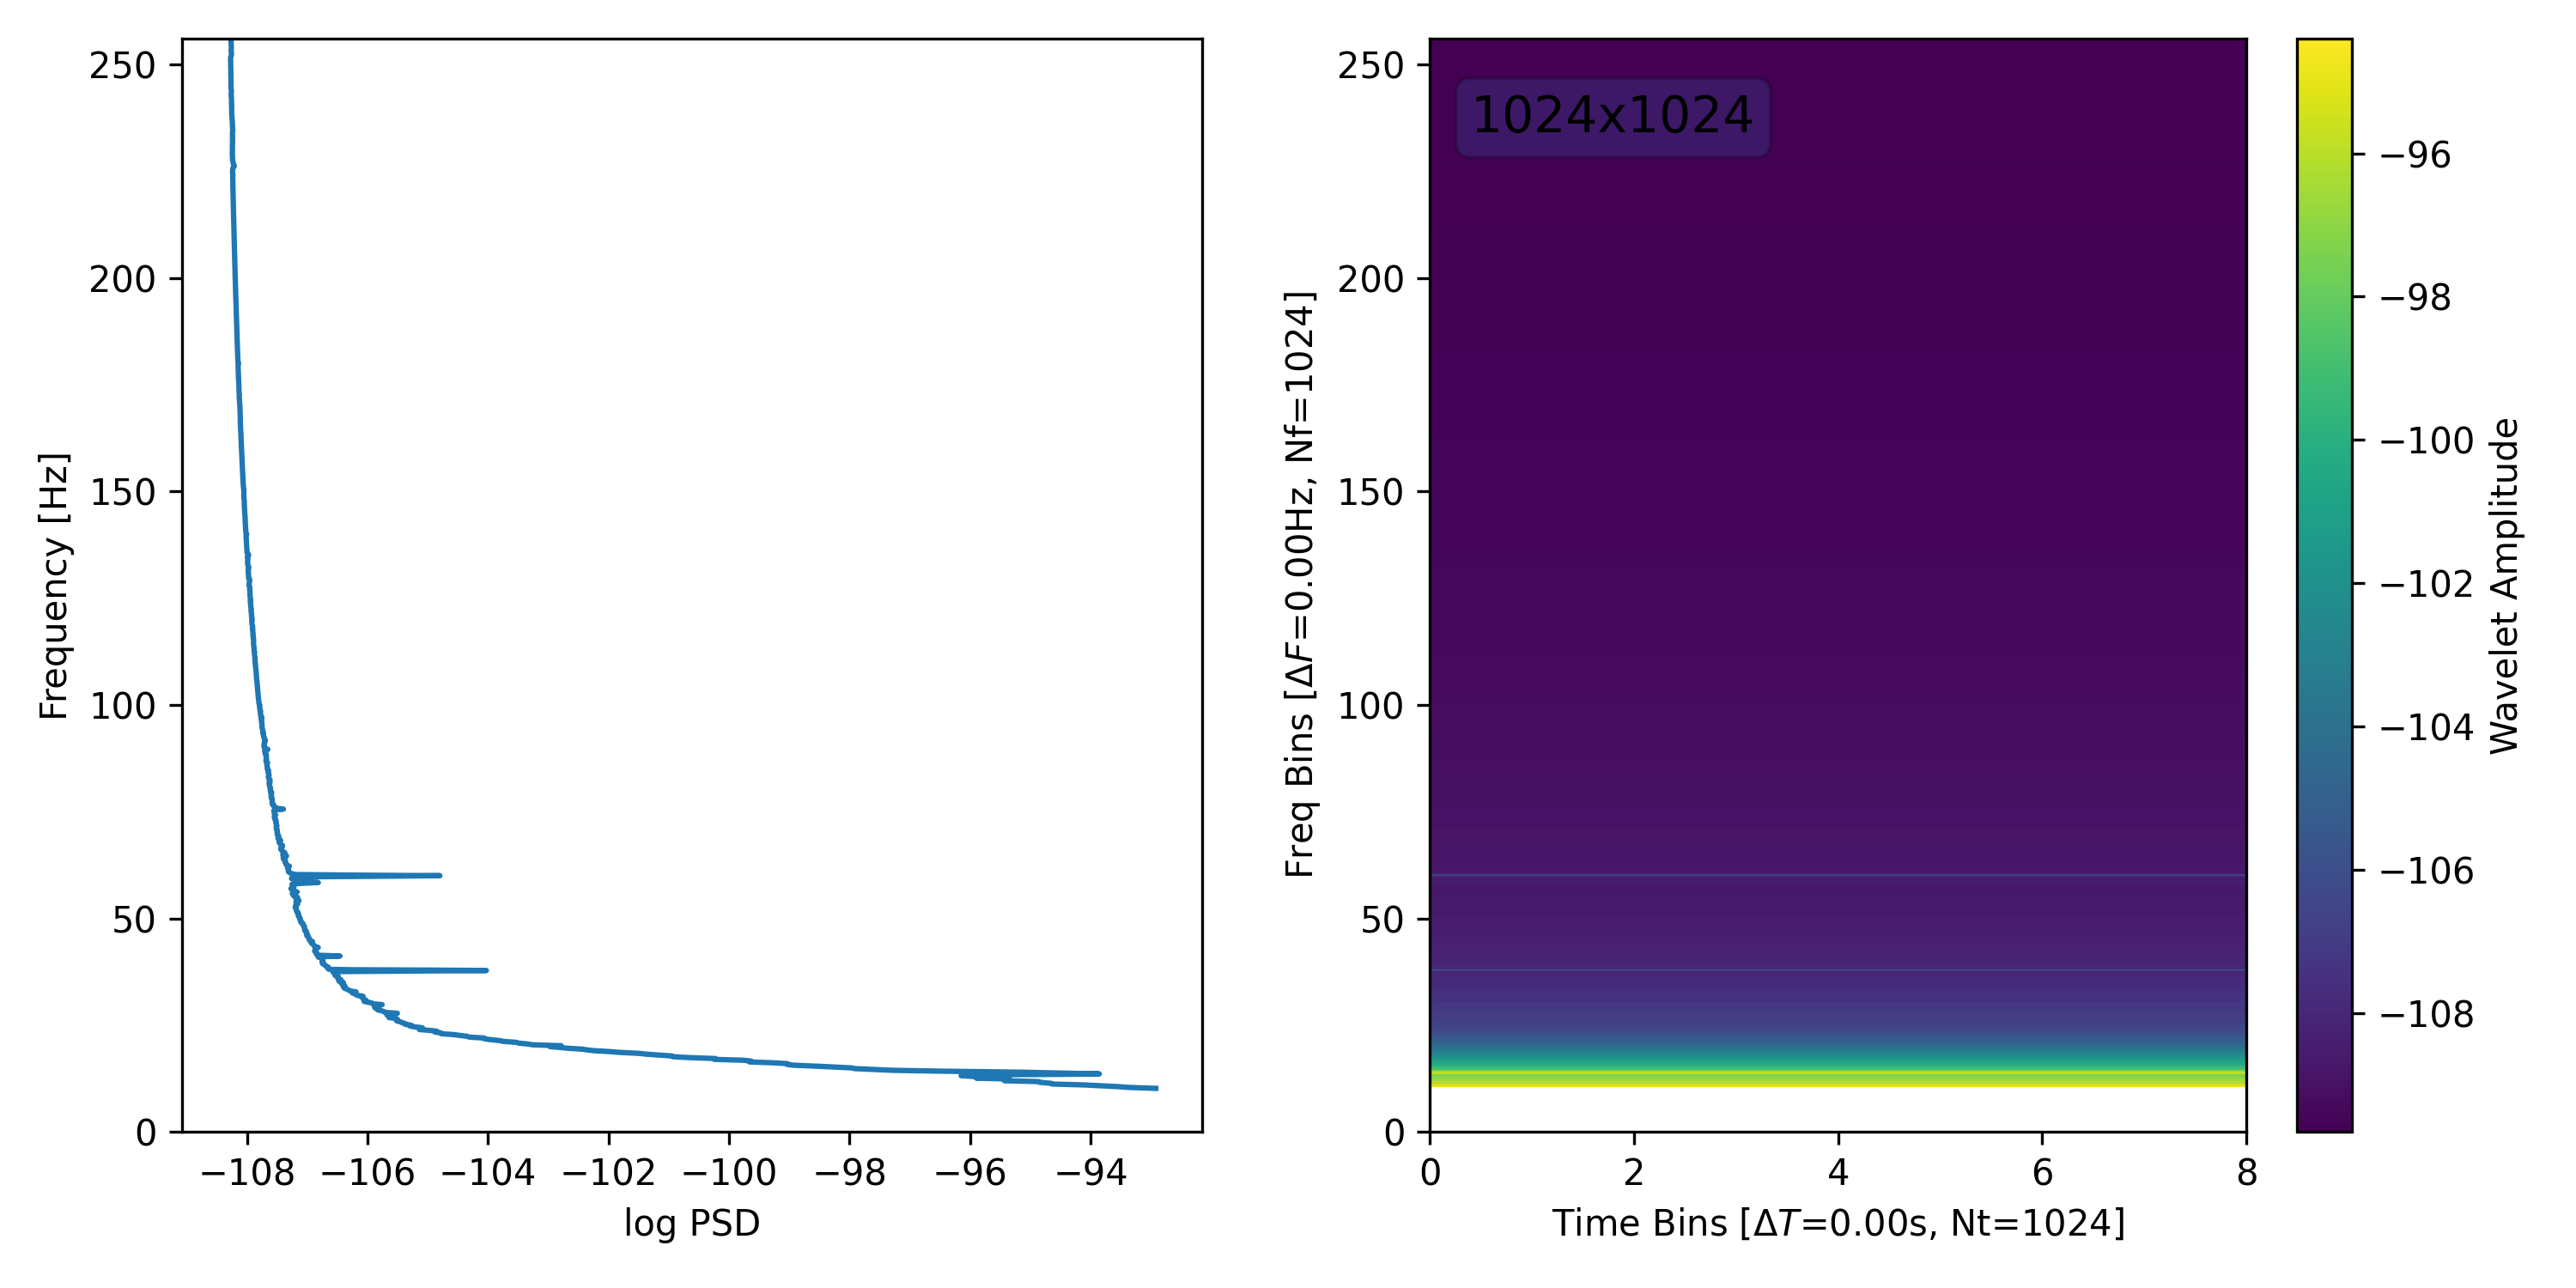 250
200
150
100
50
0
Frequency [Hz]
−108 −106 −104 −102 −100 −98 −96 −94
log PSD
1024x1024
250
200
150
100
50
0
Freq Bins [ΔF=0.00Hz, Nf=1024]
0 2 4 6 8
Time Bins [ΔT=0.00s, Nt=1024]
−96
−98
−100
−102
−104
−106
−108
Wavelet Amplitude